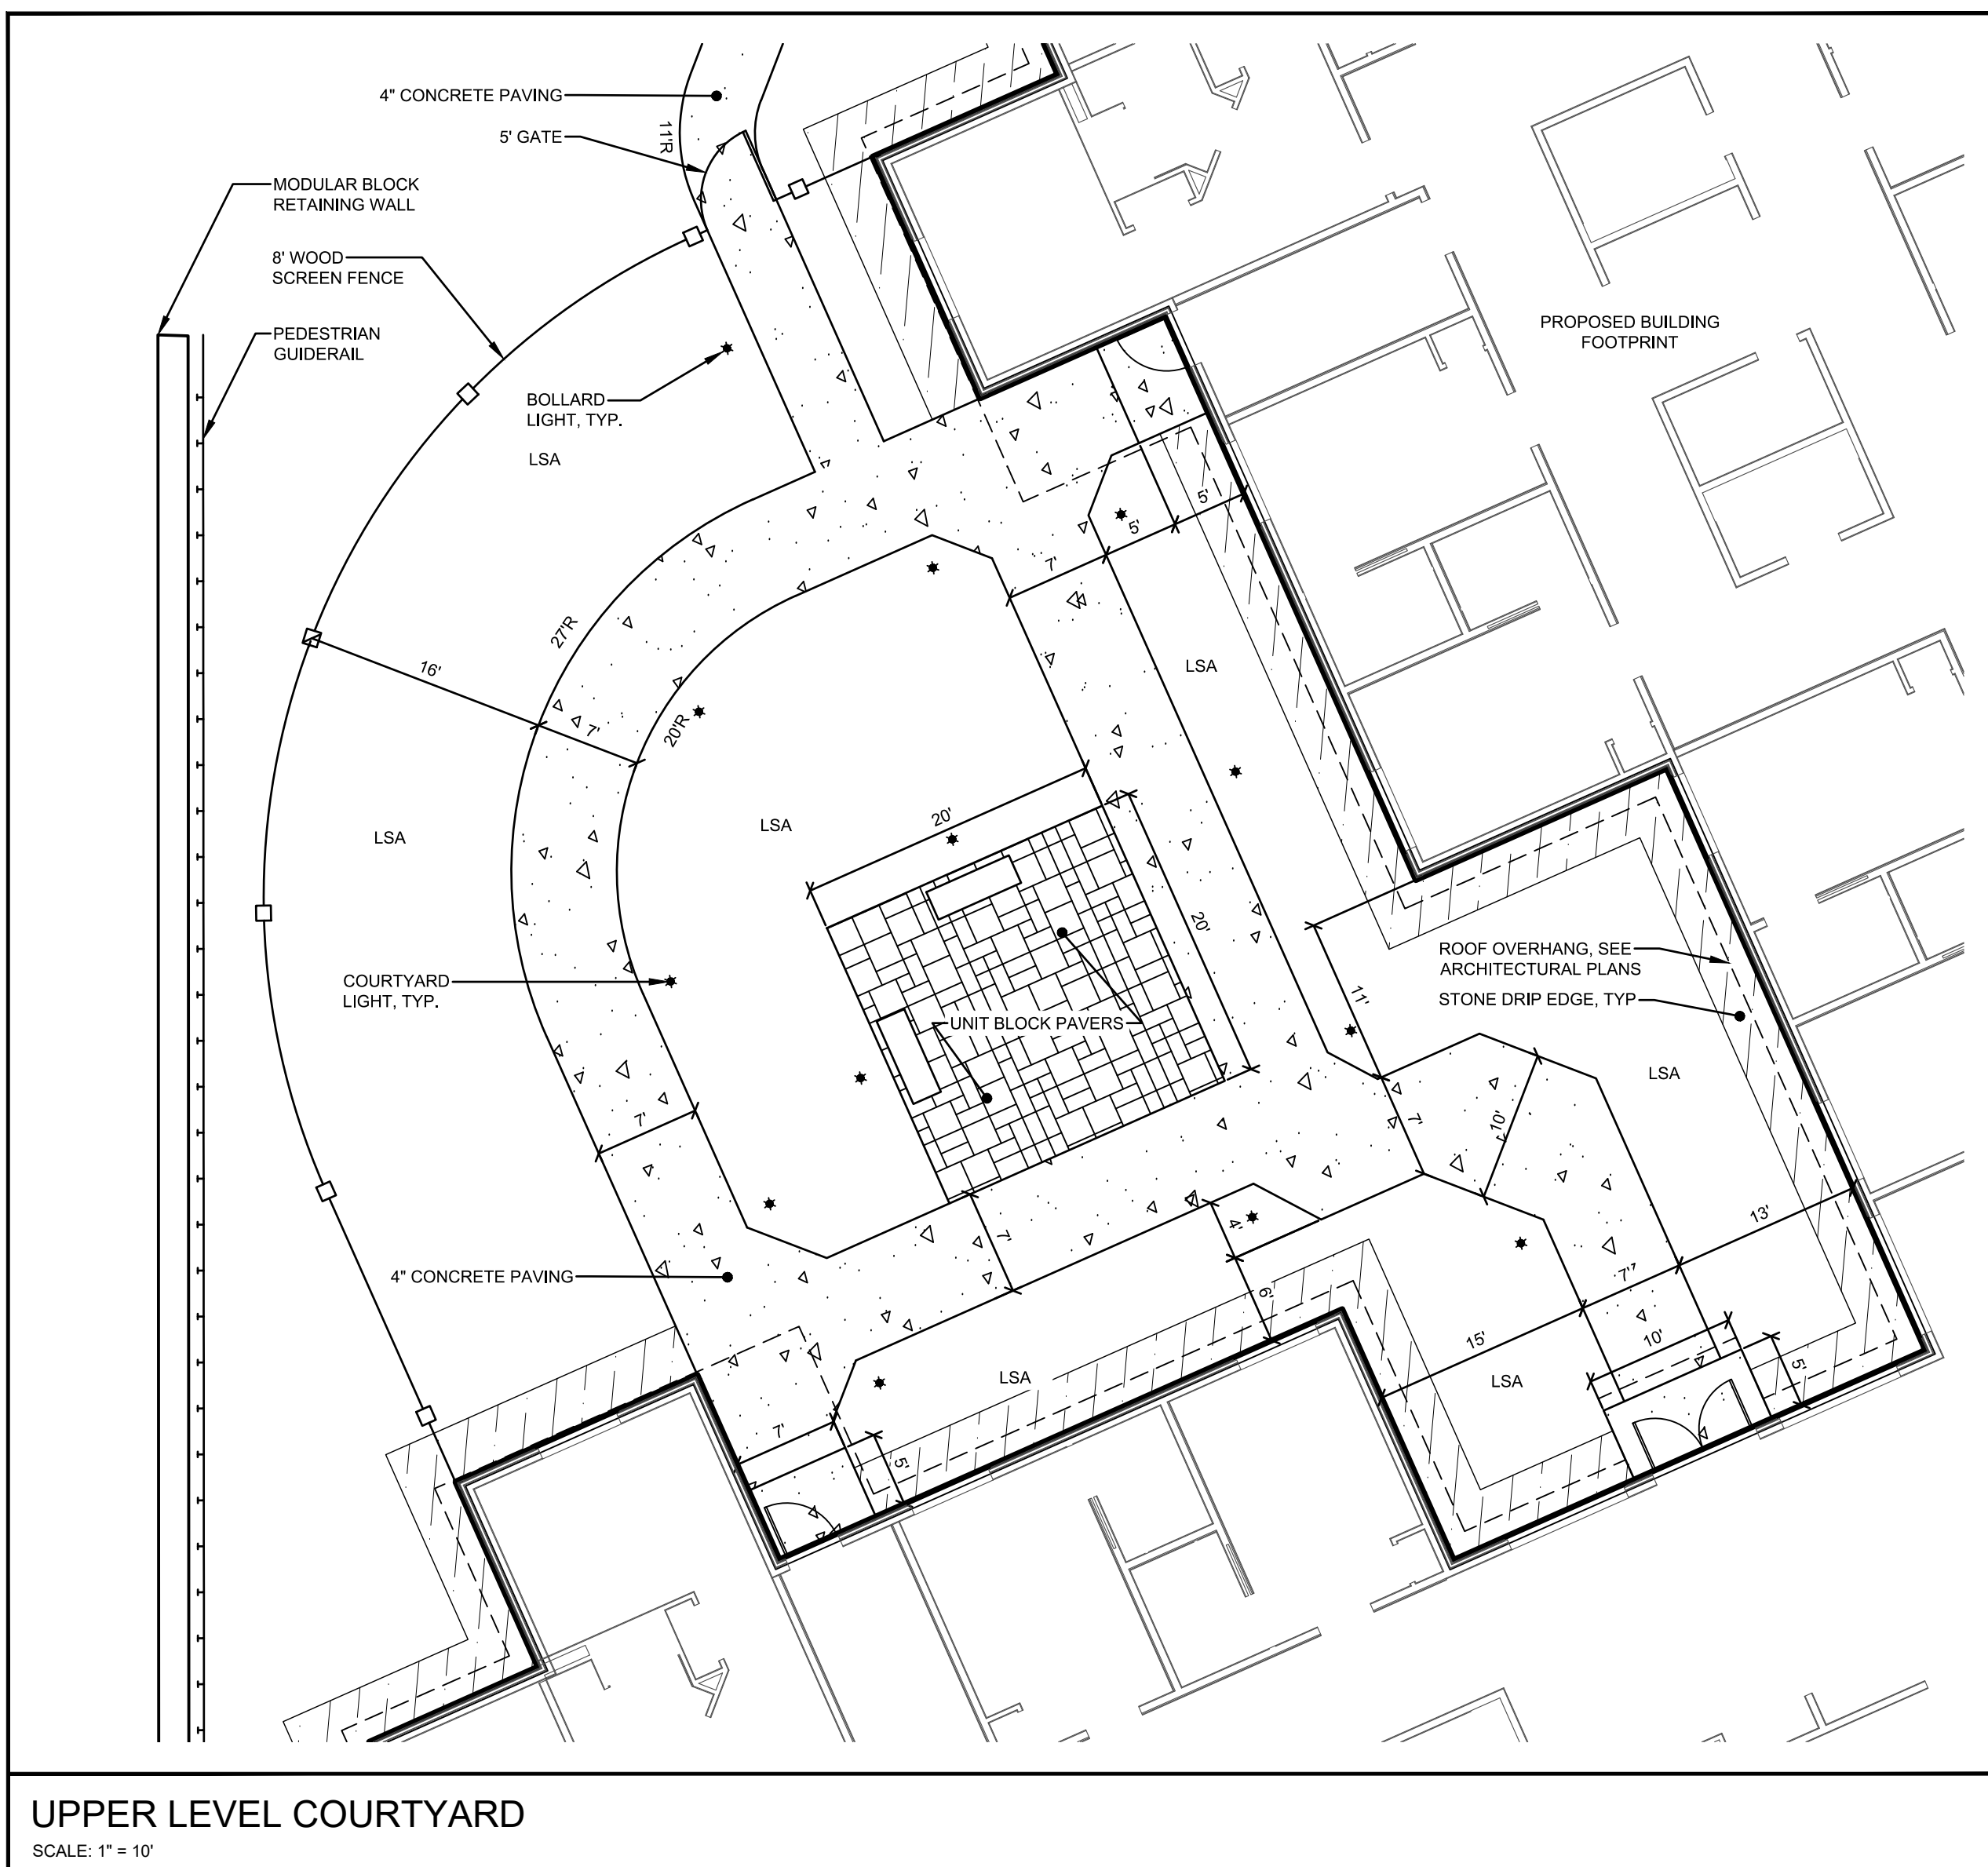 4" CONCRETE PAVING
11'R
5' GATE
MODULAR BLOCK
RETAINING WALL
8' WOOD
SCREEN FENCE
PEDESTRIAN
GUIDERAIL
PROPOSED BUILDING
FOOTPRINT
BOLLARD
LIGHT, TYP.
LSA
5'
5'
7'
27'R
16'
7'
20'R
LSA
LSA
LSA
20'
20'
COURTYARD
LIGHT, TYP.
UNIT BLOCK PAVERS
ROOF OVERHANG, SEE
ARCHITECTURAL PLANS
STONE DRIP EDGE, TYP
11'
LSA
7'
7'
10'
13'
4'
7'
4" CONCRETE PAVING
7'
6'
15'
10'
5'
LSA
LSA
7'
5'
UPPER LEVEL COURTYARD
SCALE: 1" = 10'